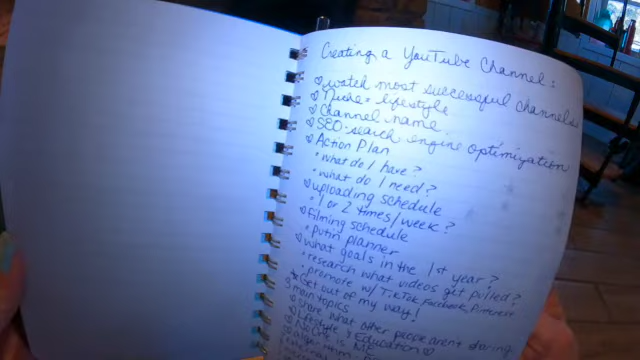 Creating a YouTube Channel:
♡ watch most successful channels
♡ Niche = lifestyle
♡ Channel name
♡ SEO-search engine optimization
♡ Action Plan
• what do I have?
• what do I need?
♡ uploading schedule
• 1 or 2 times/week?
♡ filming schedule
• put in planner
♡ what goals in the 1st year?
• research what videos get pulled?
• promote w/ TikTok, Facebook, Pinterest
* Get out of my way!
3 main topics
♡ share what other people arent sharing
Lifestyle & Education ♡